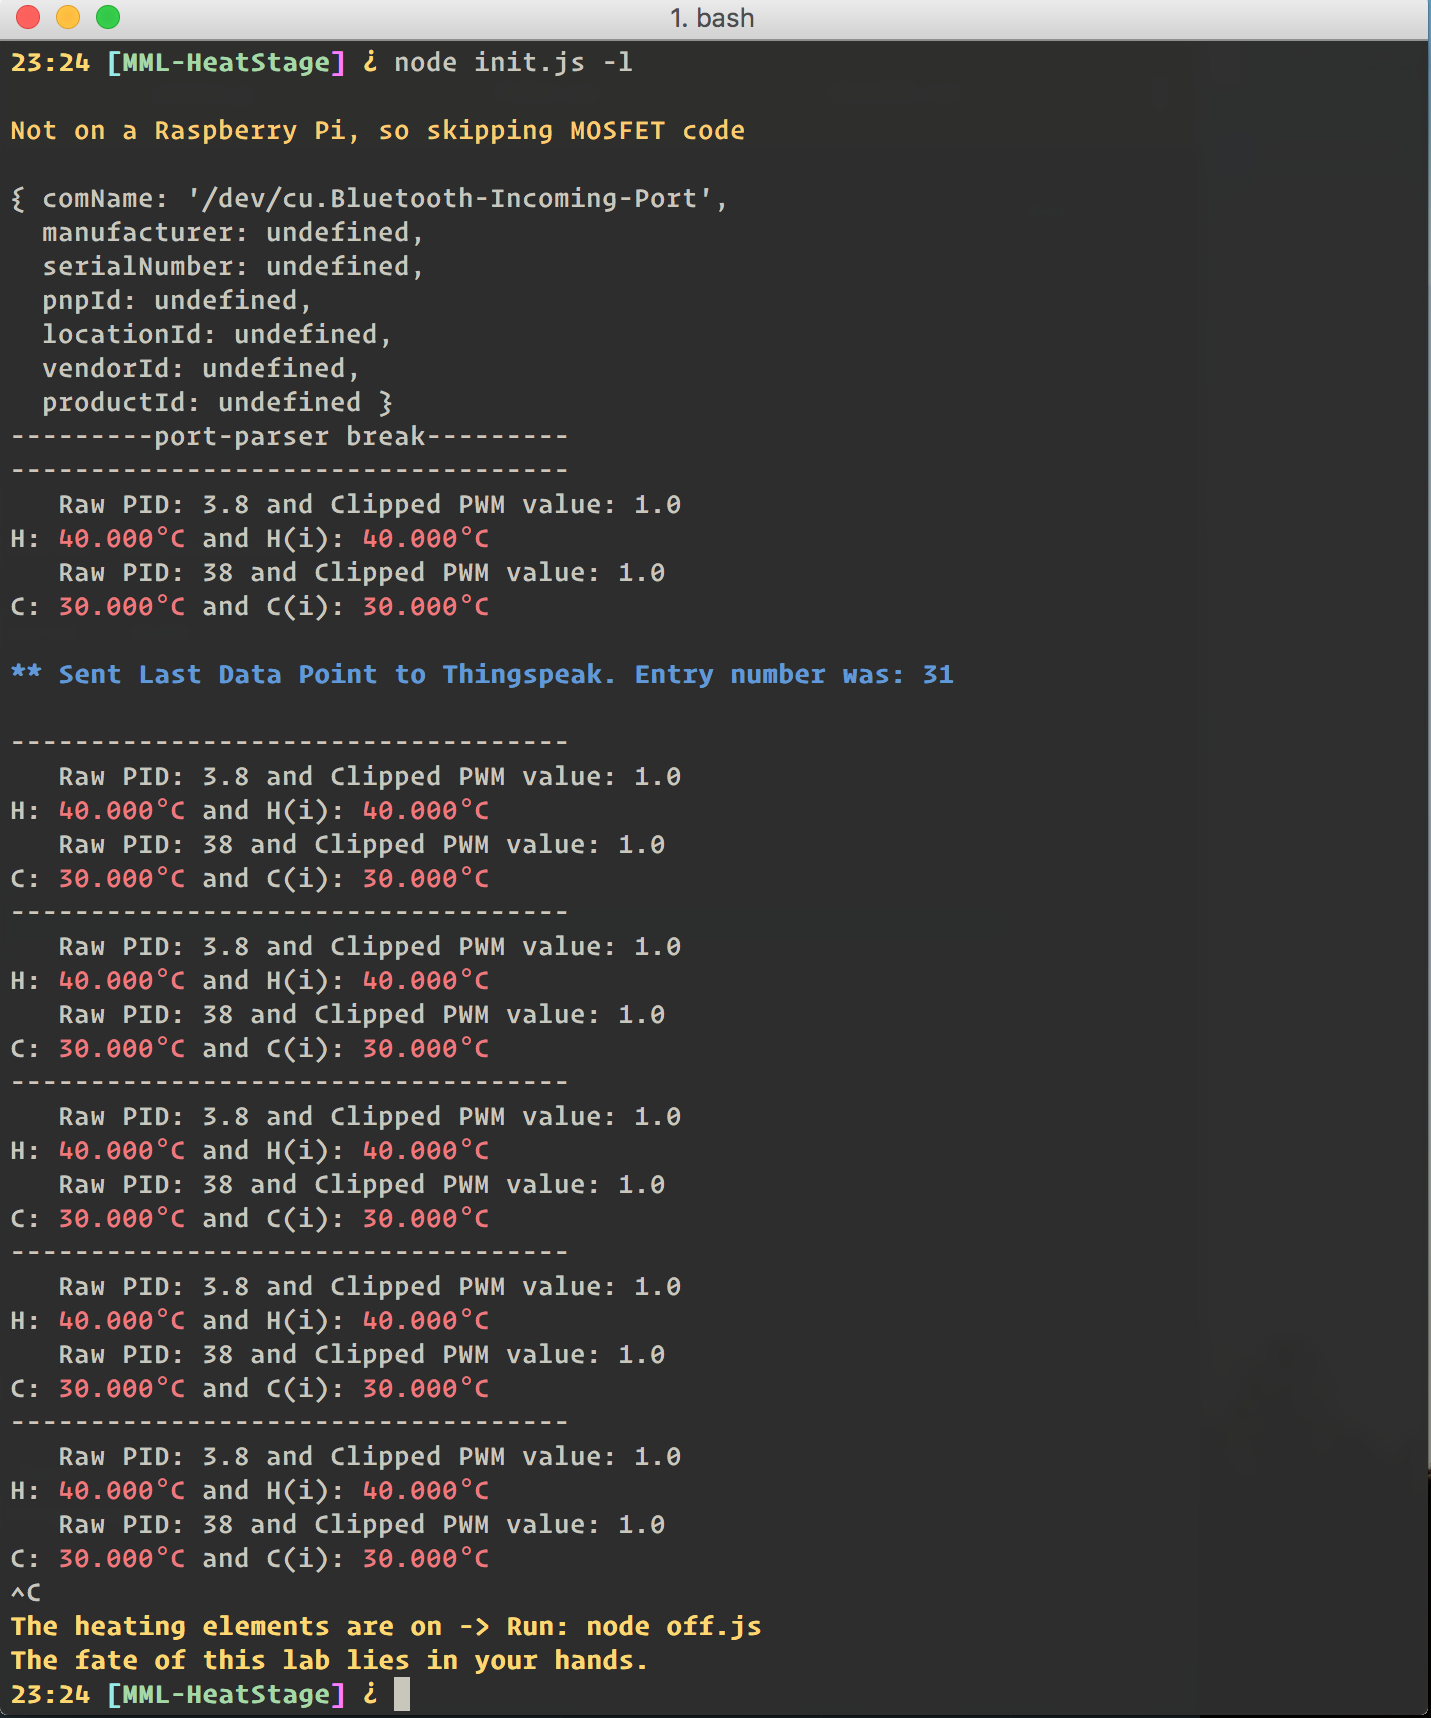 1. bash
23:24 [MML-HeatStage] ¿ node init.js -l
Not on a Raspberry Pi, so skipping MOSFET code
{ comName: '/dev/cu.Bluetooth-Incoming-Port',
  manufacturer: undefined,
  serialNumber: undefined,
  pnpId: undefined,
  locationId: undefined,
  vendorId: undefined,
  productId: undefined }
---------port-parser break---------
-----------------------------------
   Raw PID: 3.8 and Clipped PWM value: 1.0
H: 40.000°C and H(i): 40.000°C
   Raw PID: 38 and Clipped PWM value: 1.0
C: 30.000°C and C(i): 30.000°C
** Sent Last Data Point to Thingspeak. Entry number was: 31
-----------------------------------
   Raw PID: 3.8 and Clipped PWM value: 1.0
H: 40.000°C and H(i): 40.000°C
   Raw PID: 38 and Clipped PWM value: 1.0
C: 30.000°C and C(i): 30.000°C
-----------------------------------
   Raw PID: 3.8 and Clipped PWM value: 1.0
H: 40.000°C and H(i): 40.000°C
   Raw PID: 38 and Clipped PWM value: 1.0
C: 30.000°C and C(i): 30.000°C
-----------------------------------
   Raw PID: 3.8 and Clipped PWM value: 1.0
H: 40.000°C and H(i): 40.000°C
   Raw PID: 38 and Clipped PWM value: 1.0
C: 30.000°C and C(i): 30.000°C
-----------------------------------
   Raw PID: 3.8 and Clipped PWM value: 1.0
H: 40.000°C and H(i): 40.000°C
   Raw PID: 38 and Clipped PWM value: 1.0
C: 30.000°C and C(i): 30.000°C
-----------------------------------
   Raw PID: 3.8 and Clipped PWM value: 1.0
H: 40.000°C and H(i): 40.000°C
   Raw PID: 38 and Clipped PWM value: 1.0
C: 30.000°C and C(i): 30.000°C
^C
The heating elements are on -> Run: node off.js
The fate of this lab lies in your hands.
23:24 [MML-HeatStage] ¿